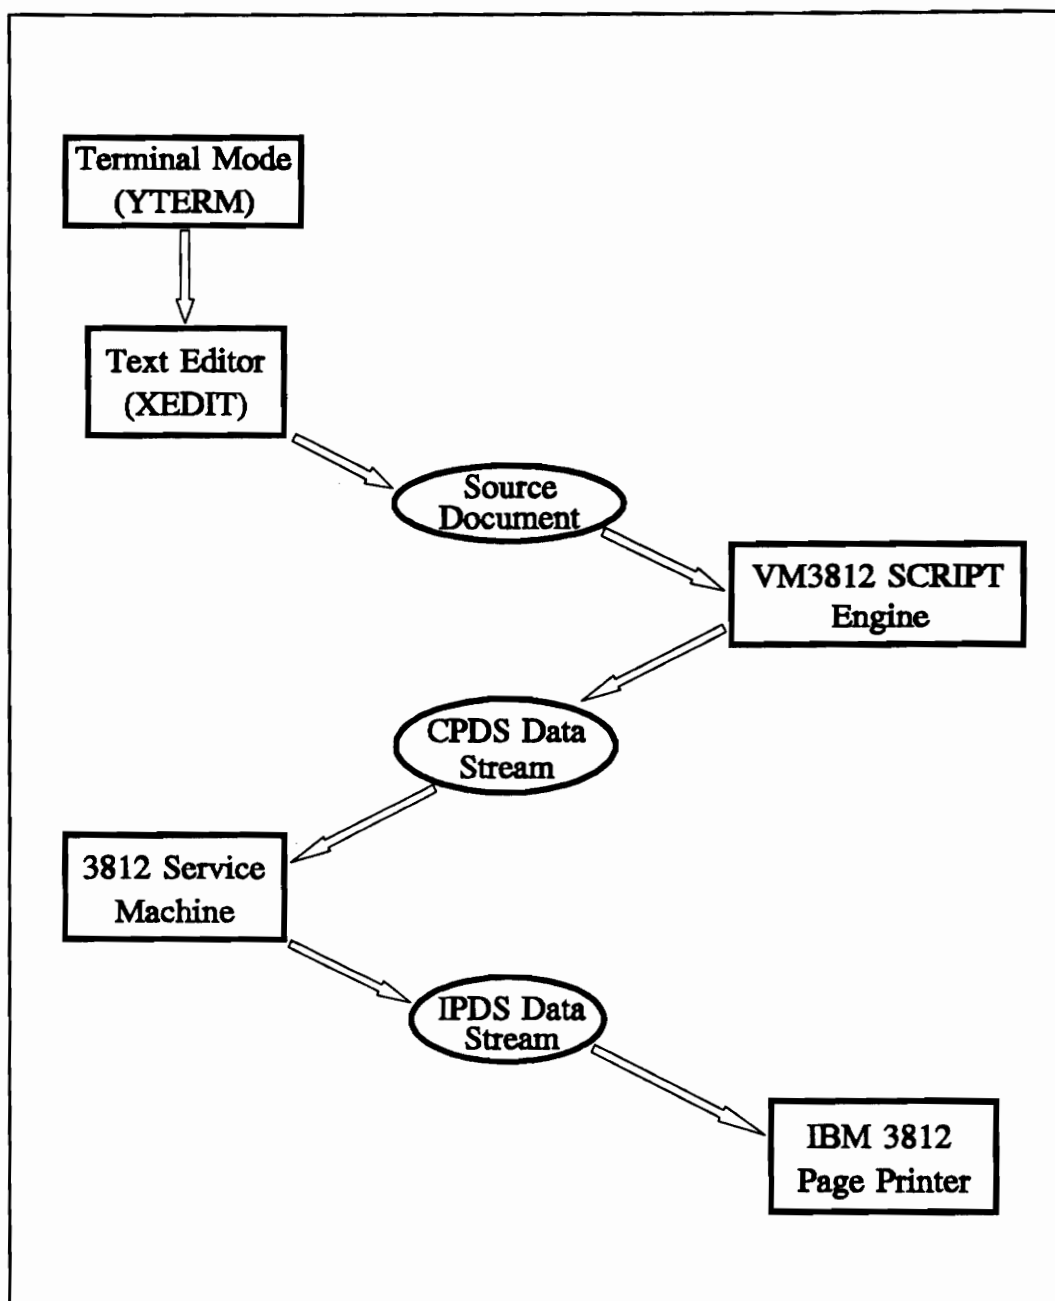 Terminal Mode
(YTERM)
Text Editor
(XEDIT)
Source
Document
VM3812 SCRIPT
Engine
CPDS Data
Stream
3812 Service
Machine
IPDS Data
Stream
IBM 3812
Page Printer